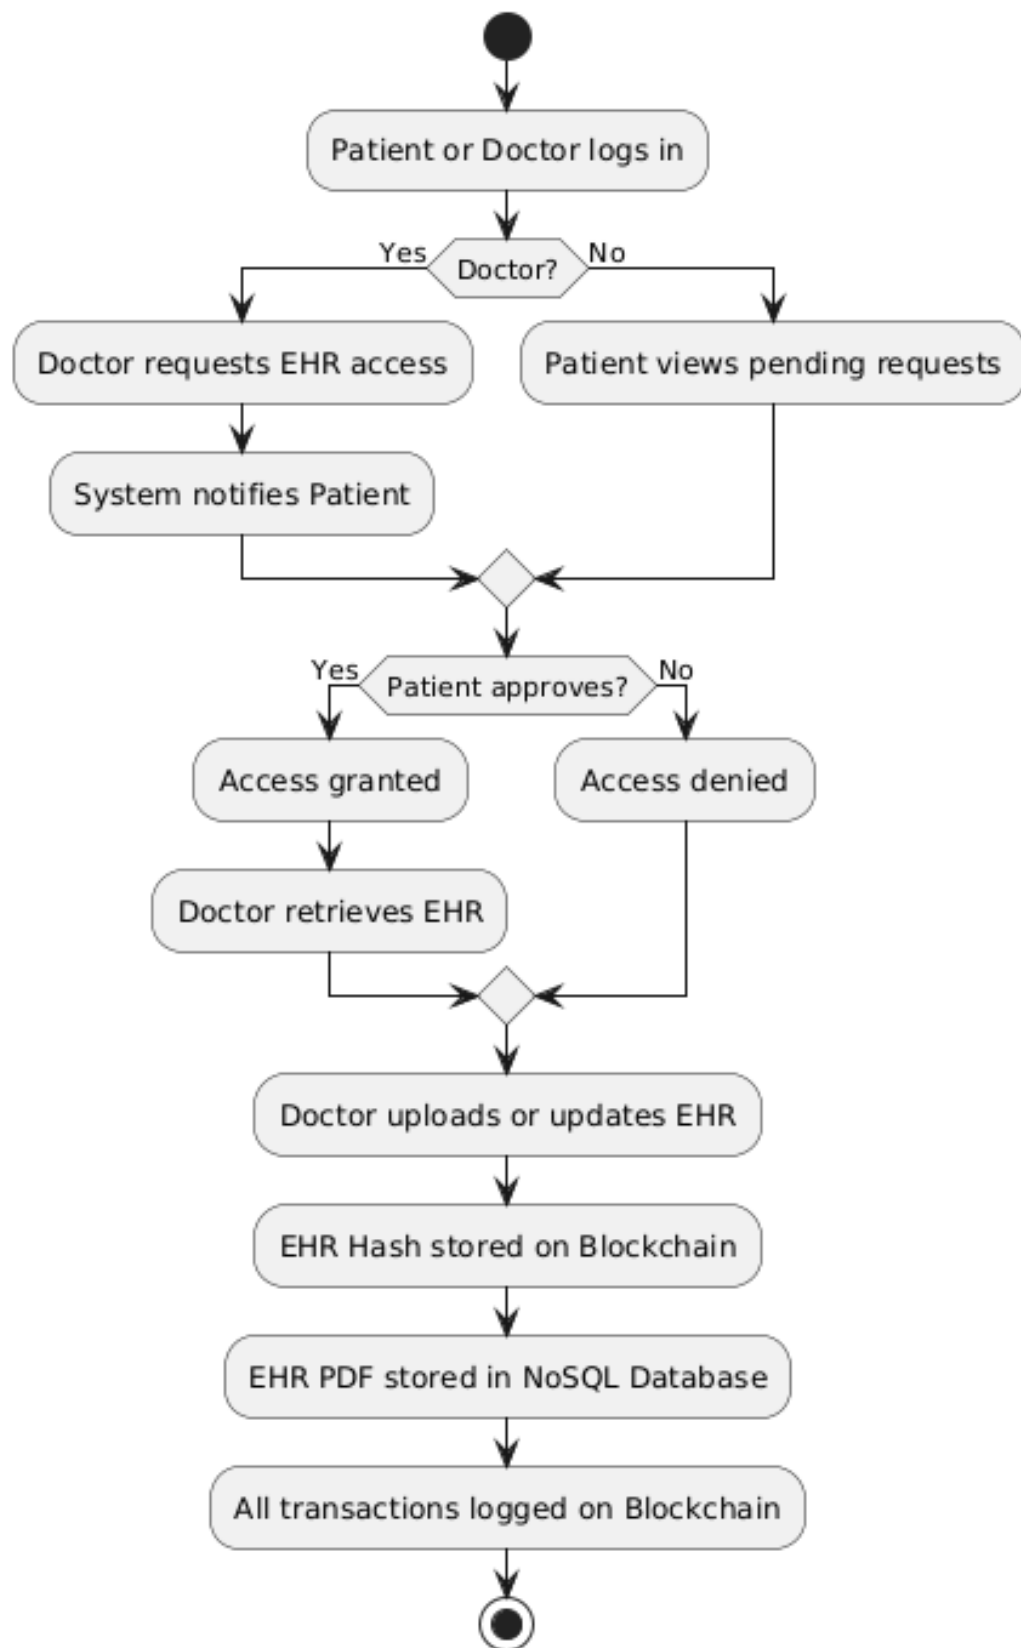 Patient or Doctor logs in
Yes
Doctor?
No
Doctor requests EHR access
Patient views pending requests
System notifies Patient
Yes
Patient approves?
No
Access granted
Access denied
Doctor retrieves EHR
Doctor uploads or updates EHR
EHR Hash stored on Blockchain
EHR PDF stored in NoSQL Database
All transactions logged on Blockchain